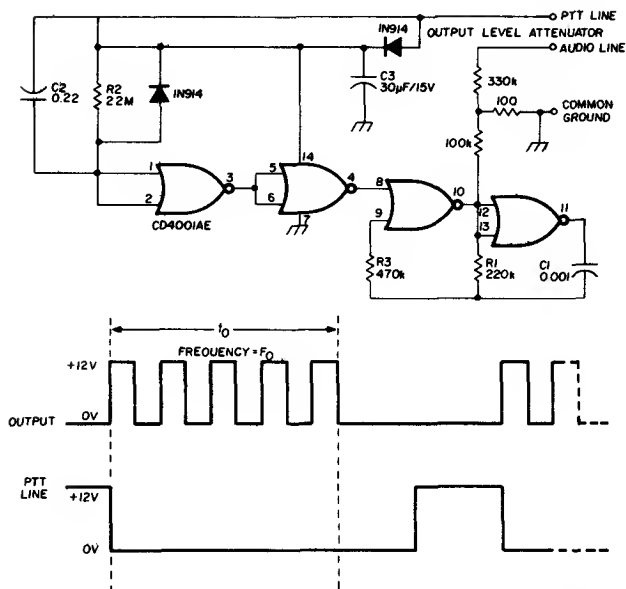 1N914
PTT LINE
OUTPUT LEVEL ATTENUATOR
AUDIO LINE
C2
0.22
R2
22M
1N914
C3
30µF/15V
330k
100
COMMON
GROUND
100k
14
1
2
3
5
6
4
7
8
9
10
12
13
11
CD4001AE
R3
470k
R1
220k
C1
0.001
t0
FREQUENCY = F0
+12V
OUTPUT
0V
PTT
LINE
+12V
0V